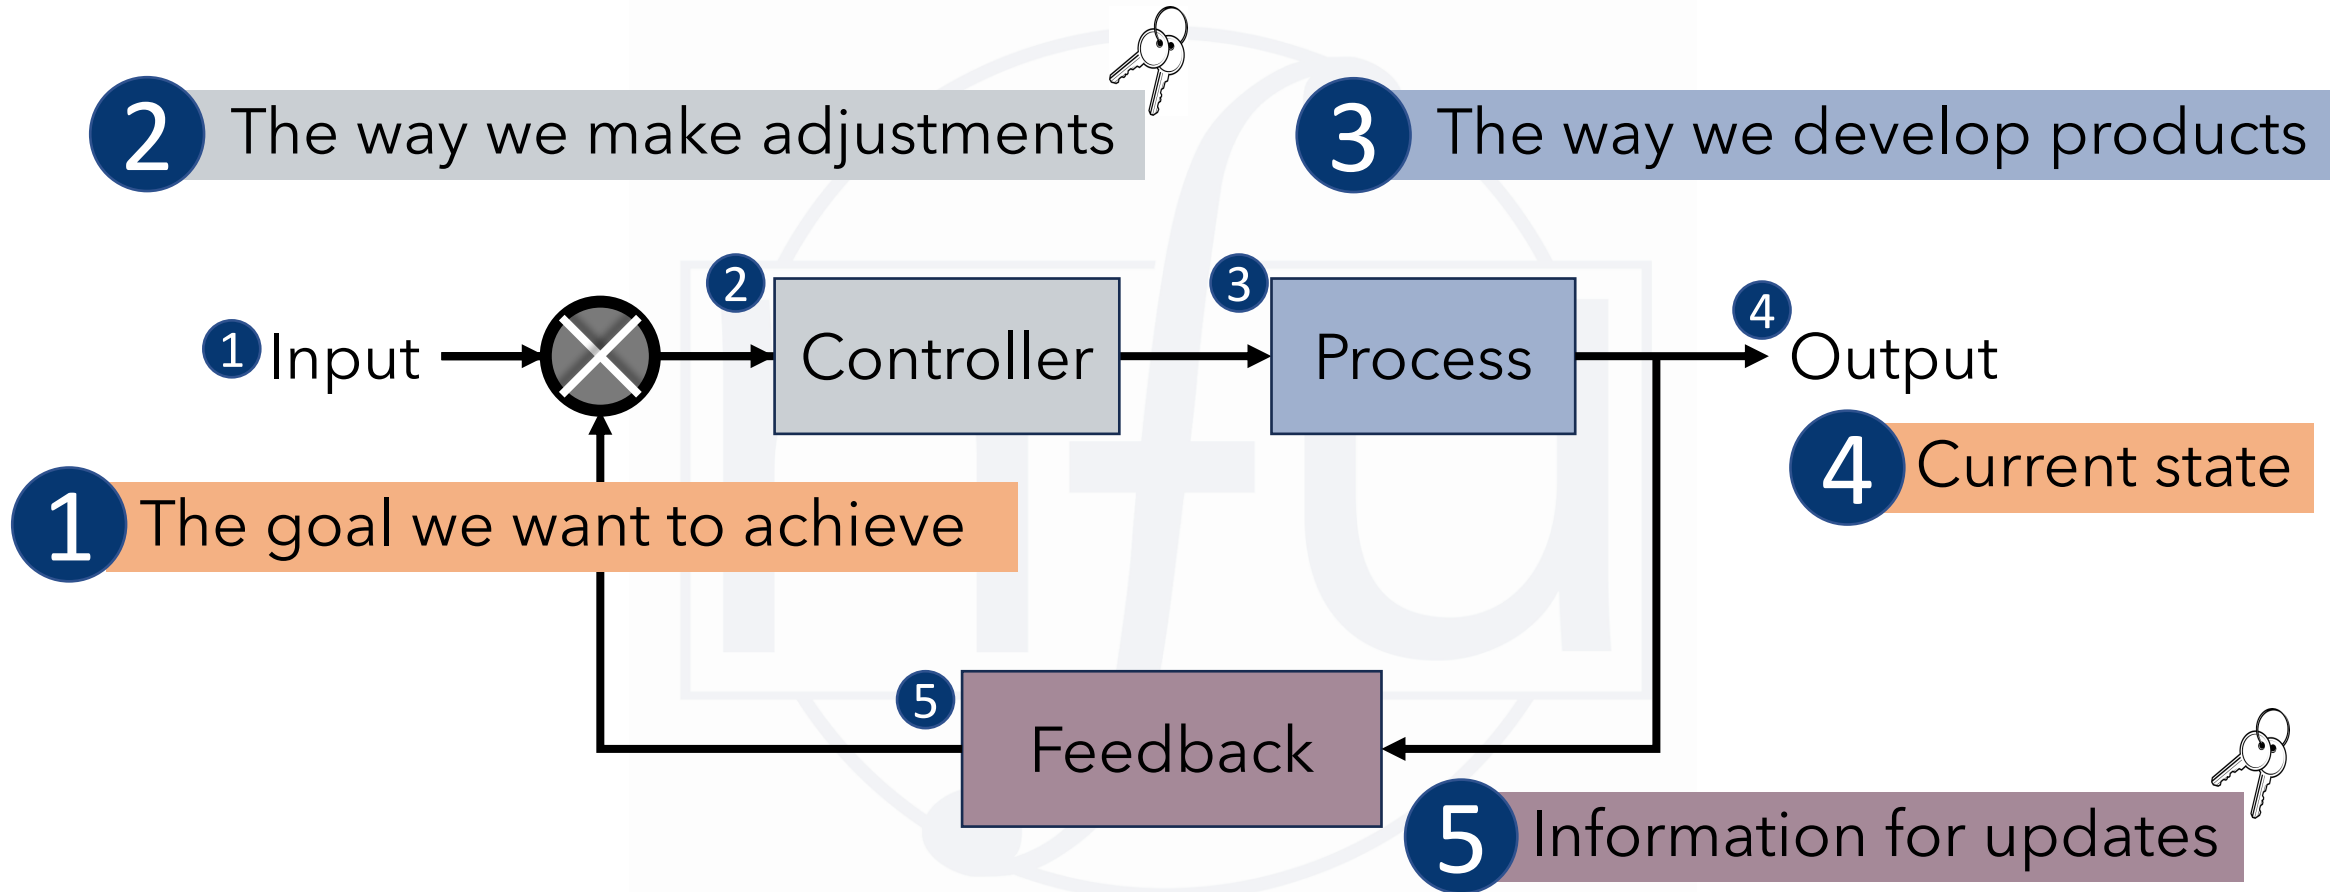 2 The way we make adjustments
3 The way we develop products
1 Input
2 Controller
3 Process
4 Output
4 Current state
1 The goal we want to achieve
5 Feedback
5 Information for updates
nfu